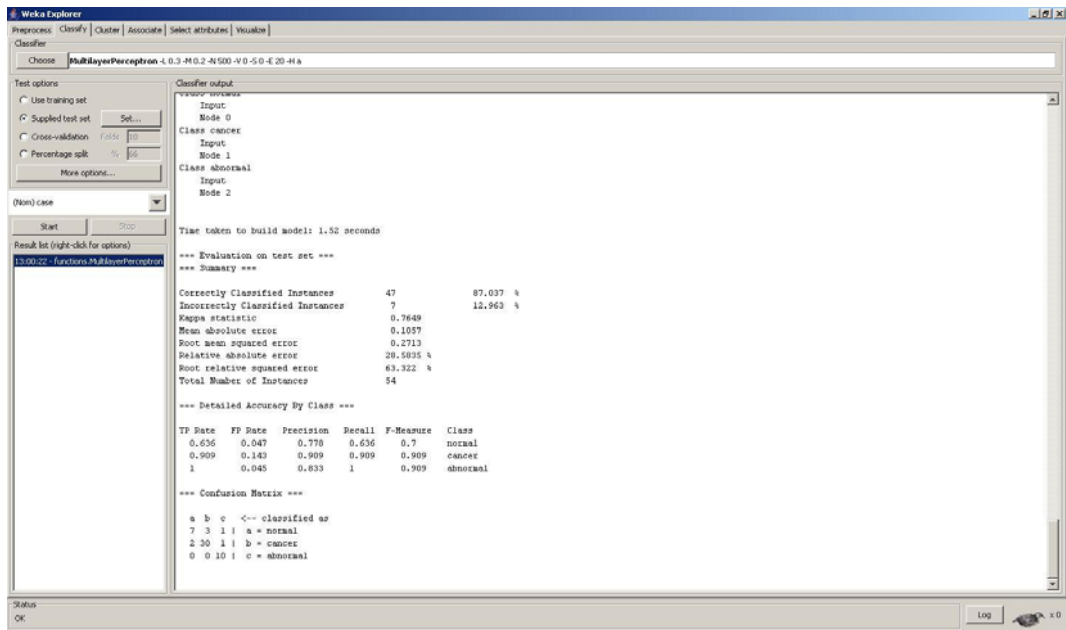 Weka Explorer
Preprocess Classify Cluster Associate Select attributes Visualize
Classifier
Choose MultilayerPerceptron -L 0.3 -M 0.2 -N 500 -V 0 -S 0 -E 20 -H a
Test options
Use training set
Supplied test set Set...
Cross-validation Folds 10
Percentage split % 66
More options...
(Nom) case
Start Stop
Result list (right-click for options)
13:00:22 - functions.MultilayerPerceptron
Classifier output
Class normal
Input
Node 0
Class cancer
Input
Node 1
Class abnormal
Input
Node 2
Time taken to build model: 1.52 seconds
=== Evaluation on test set ===
=== Summary ===
Correctly Classified Instances 47 87.037 %
Incorrectly Classified Instances 7 12.963 %
Kappa statistic 0.7649
Mean absolute error 0.1057
Root mean squared error 0.2713
Relative absolute error 28.5835 %
Root relative squared error 63.322 %
Total Number of Instances 54
=== Detailed Accuracy By Class ===
TP Rate FP Rate Precision Recall F-Measure Class
0.636 0.047 0.778 0.636 0.7 normal
0.909 0.143 0.909 0.909 0.909 cancer
1 0.045 0.833 1 0.909 abnormal
=== Confusion Matrix ===
a b c <-- classified as
7 3 1 | a = normal
2 30 1 | b = cancer
0 0 10 | c = abnormal
Status
OK
Log x 0